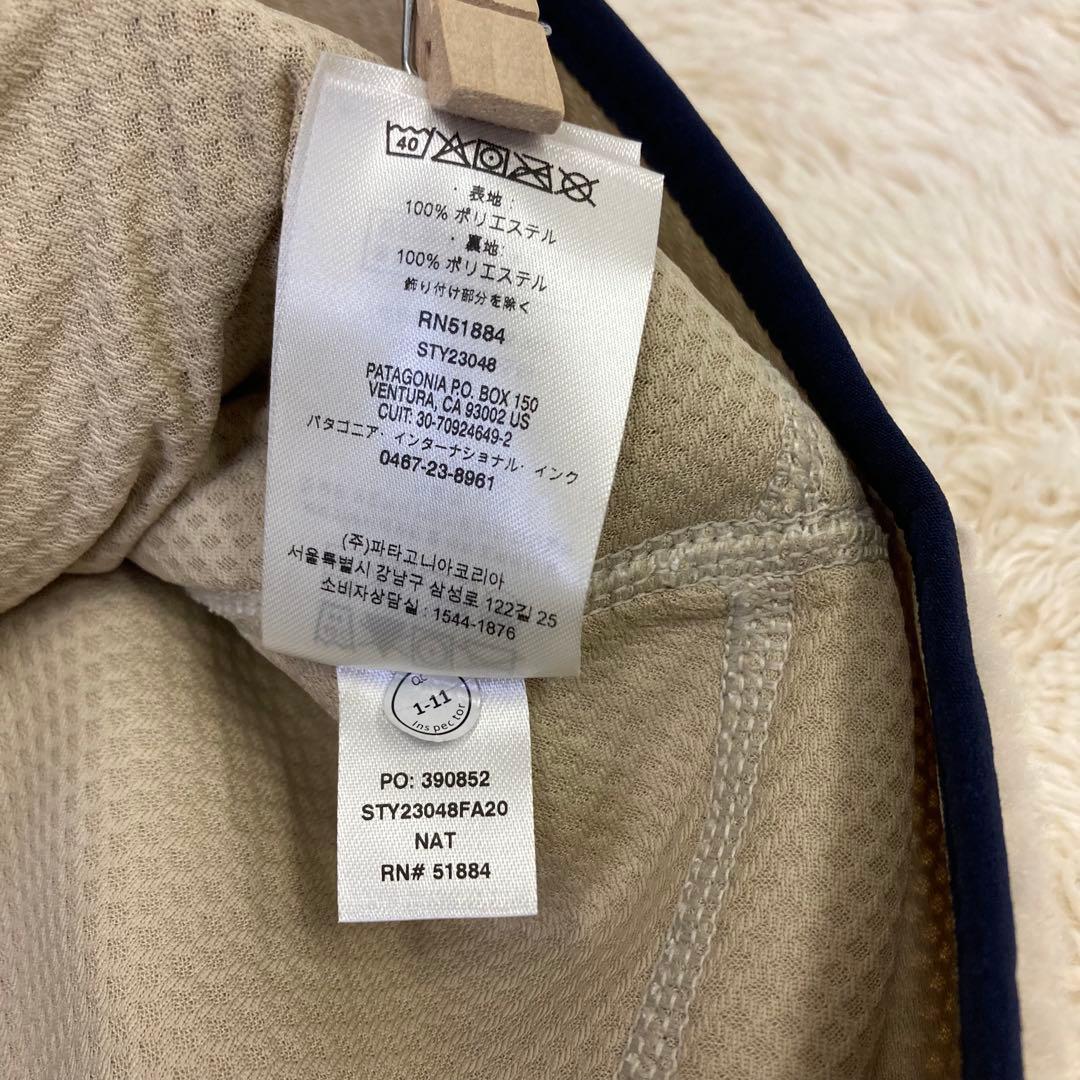 40
・表地:
100% ポリエステル
・裏地:
100% ポリエステル
飾り付け部分を除く
RN51884
STY23048
PATAGONIA P.O. BOX 150
VENTURA, CA 93002 US
CUIT: 30-70924649-2
パタゴニア・インターナショナル・インク
0467-23-8961
(주)파타고니아코리아
서울특별시 강남구 삼성로 122길 25
소비자상담실 : 1544-1876
1-11
Inspector
PO: 390852
STY23048FA20
NAT
RN# 51884